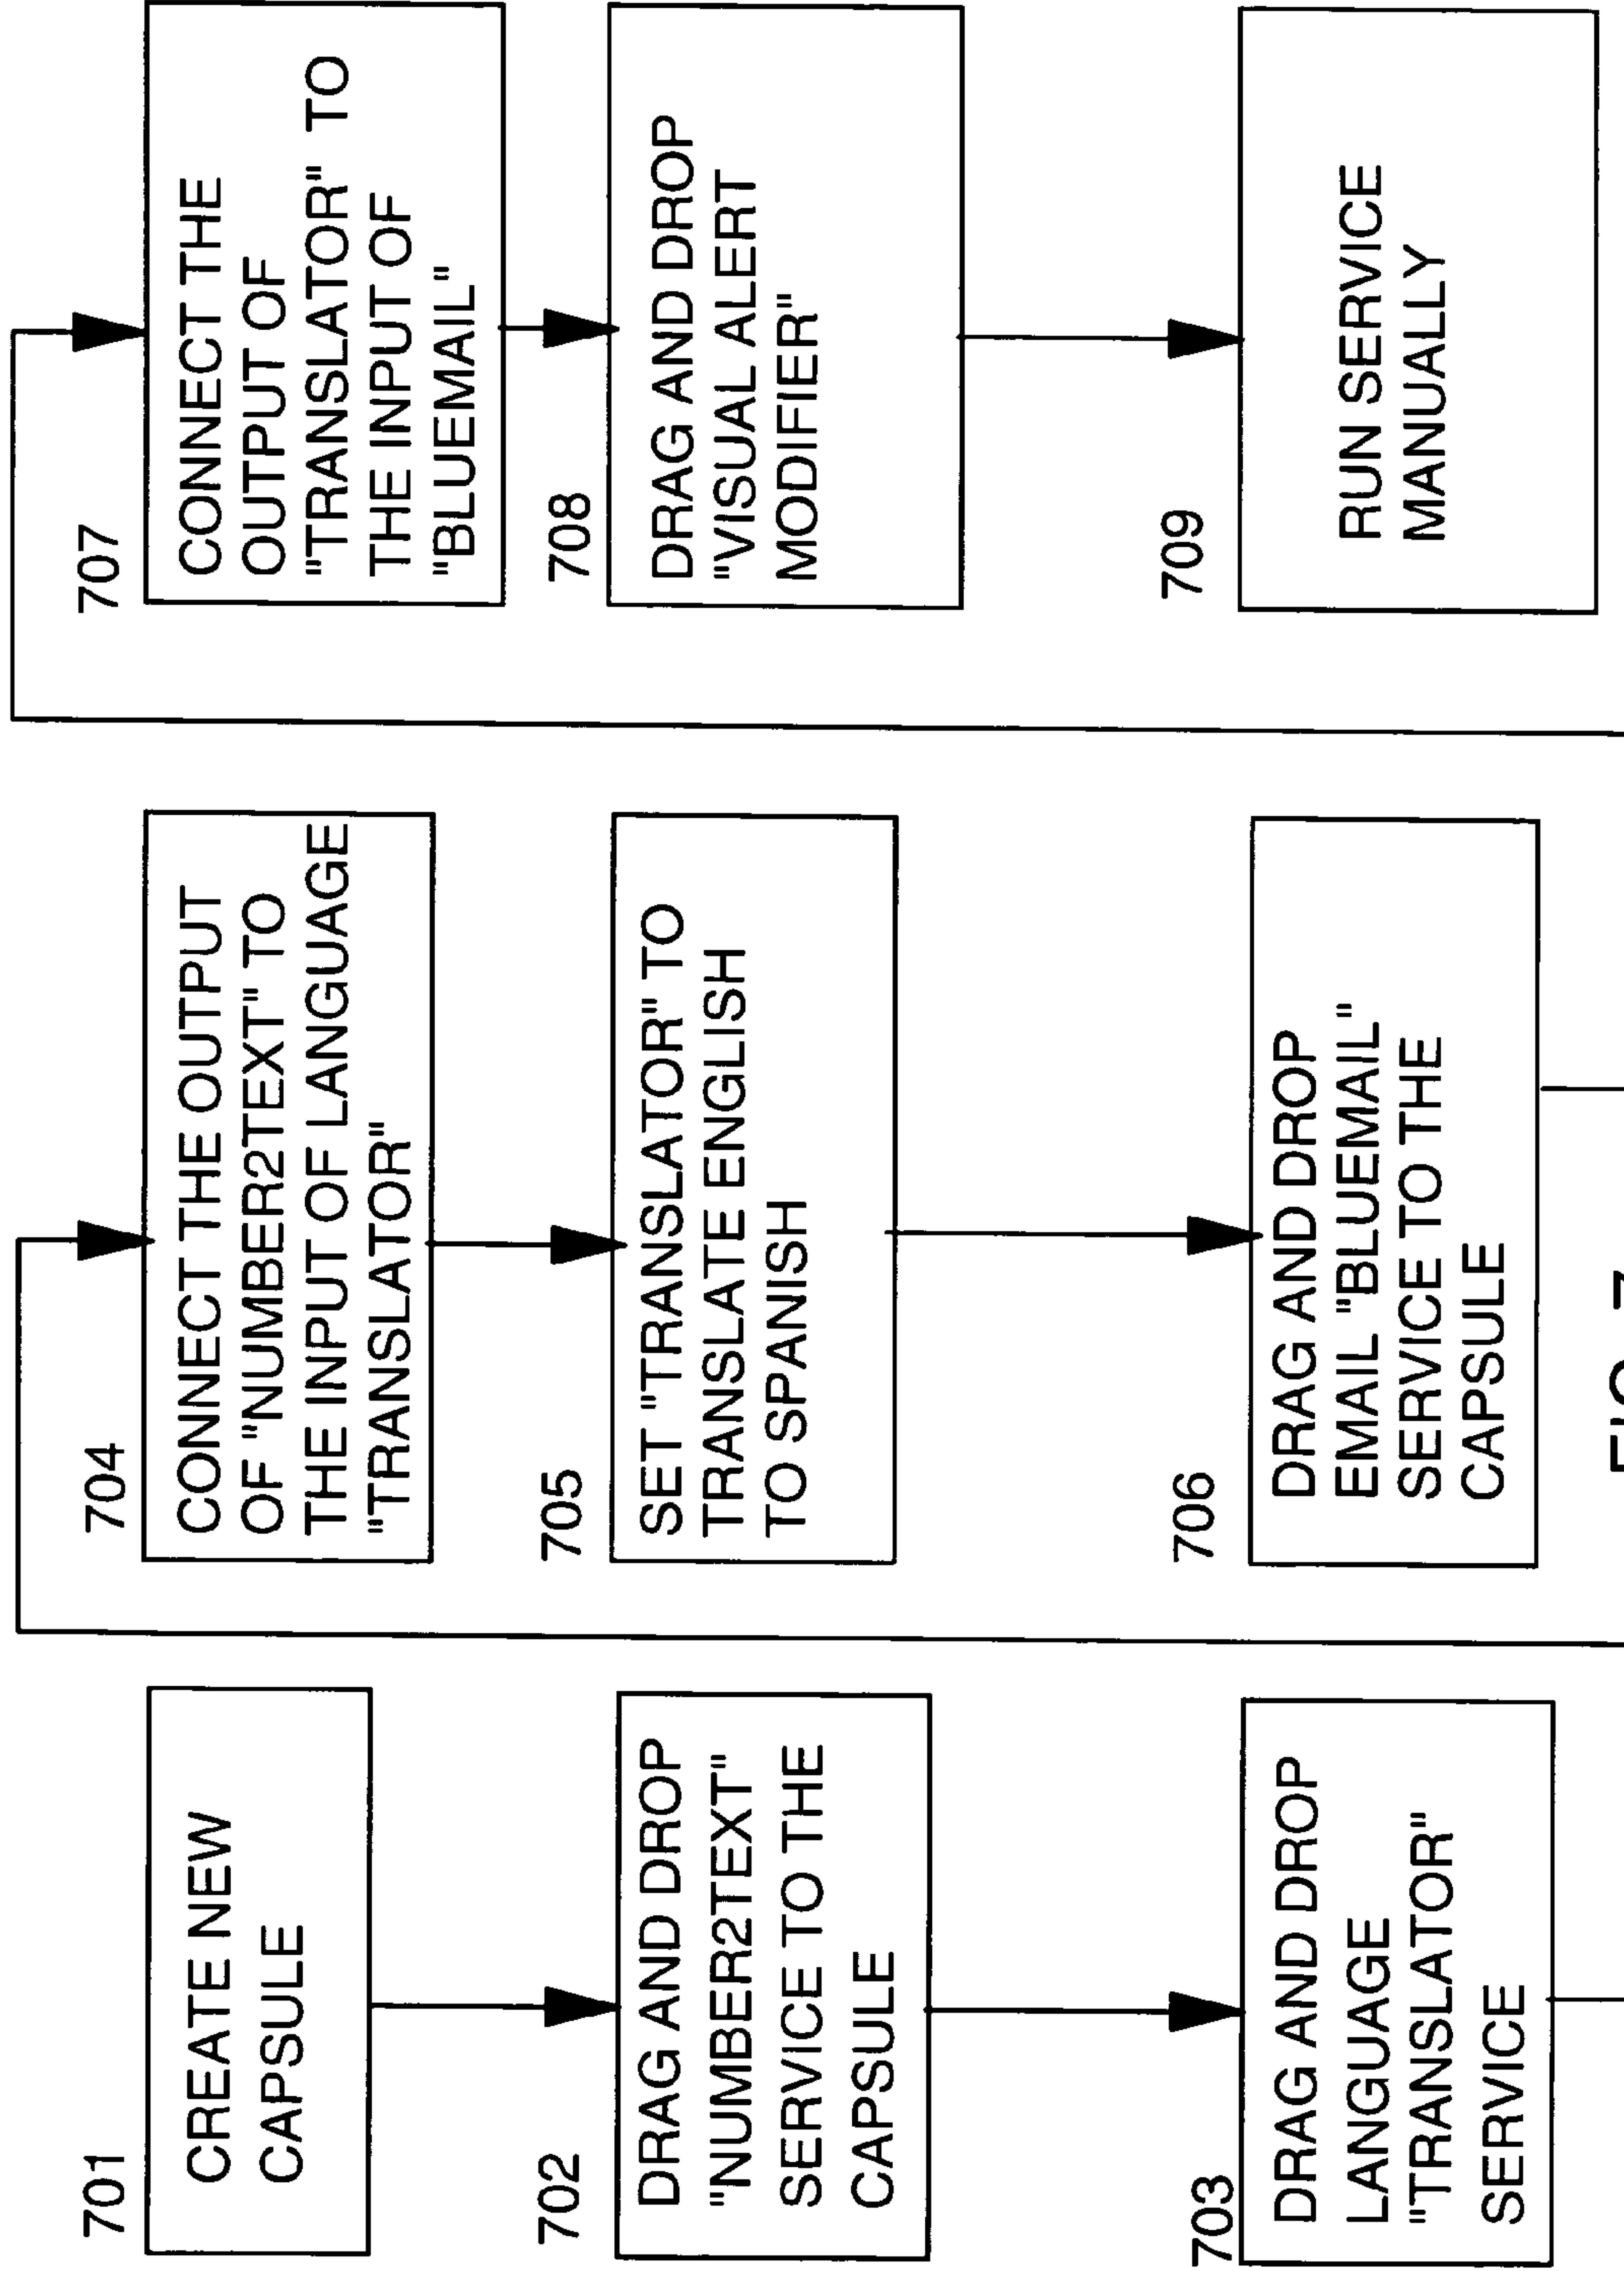 701
CREATE NEW
CAPSULE
702
DRAG AND DROP
"NUMBER2TEXT"
SERVICE TO THE
CAPSULE
703
DRAG AND DROP
LANGUAGE
"TRANSLATOR"
SERVICE
704
CONNECT THE OUTPUT
OF "NUMBER2TEXT" TO
THE INPUT OF LANGUAGE
"TRANSLATOR"
705
SET "TRANSLATOR" TO
TRANSLATE ENGLISH
TO SPANISH
706
DRAG AND DROP
EMAIL "BLUEMAIL"
SERVICE TO THE
CAPSULE
707
CONNECT THE
OUTPUT OF
"TRANSLATOR" TO
THE INPUT OF
"BLUEMAIL"
708
DRAG AND DROP
"VISUAL ALERT
MODIFIER"
709
RUN SERVICE
MANUALLY